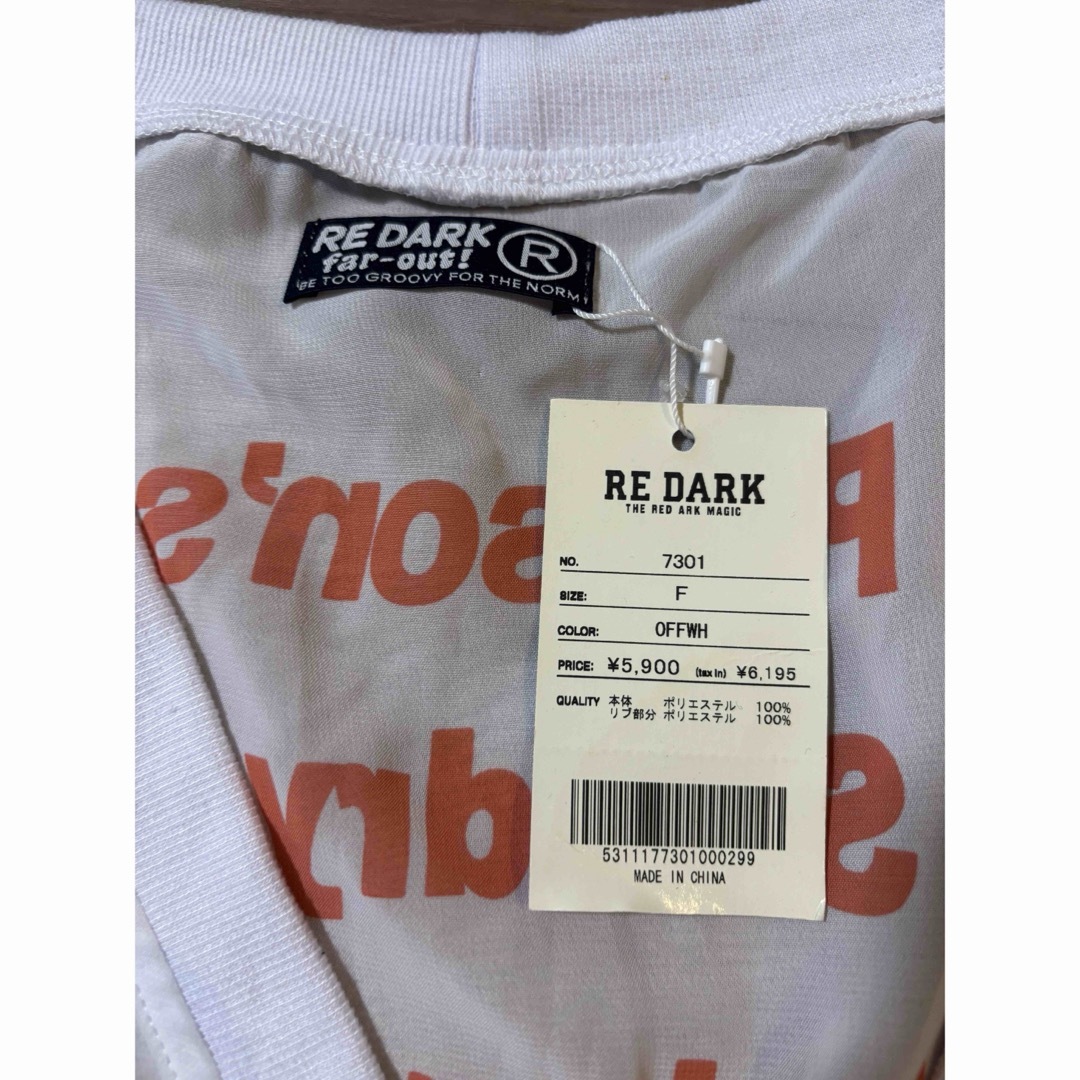 RE DARK
far-out!
BE TOO GROOVY FOR THE NORM
R
RE DARK
THE RED ARK MAGIC
NO. 7301
SIZE: F
COLOR: OFFWH
PRICE: ¥5,900 (tax in) ¥6,195
QUALITY 本体 ポリエステル 100%
リブ部分 ポリエステル 100%
5311177301000299
MADE IN CHINA